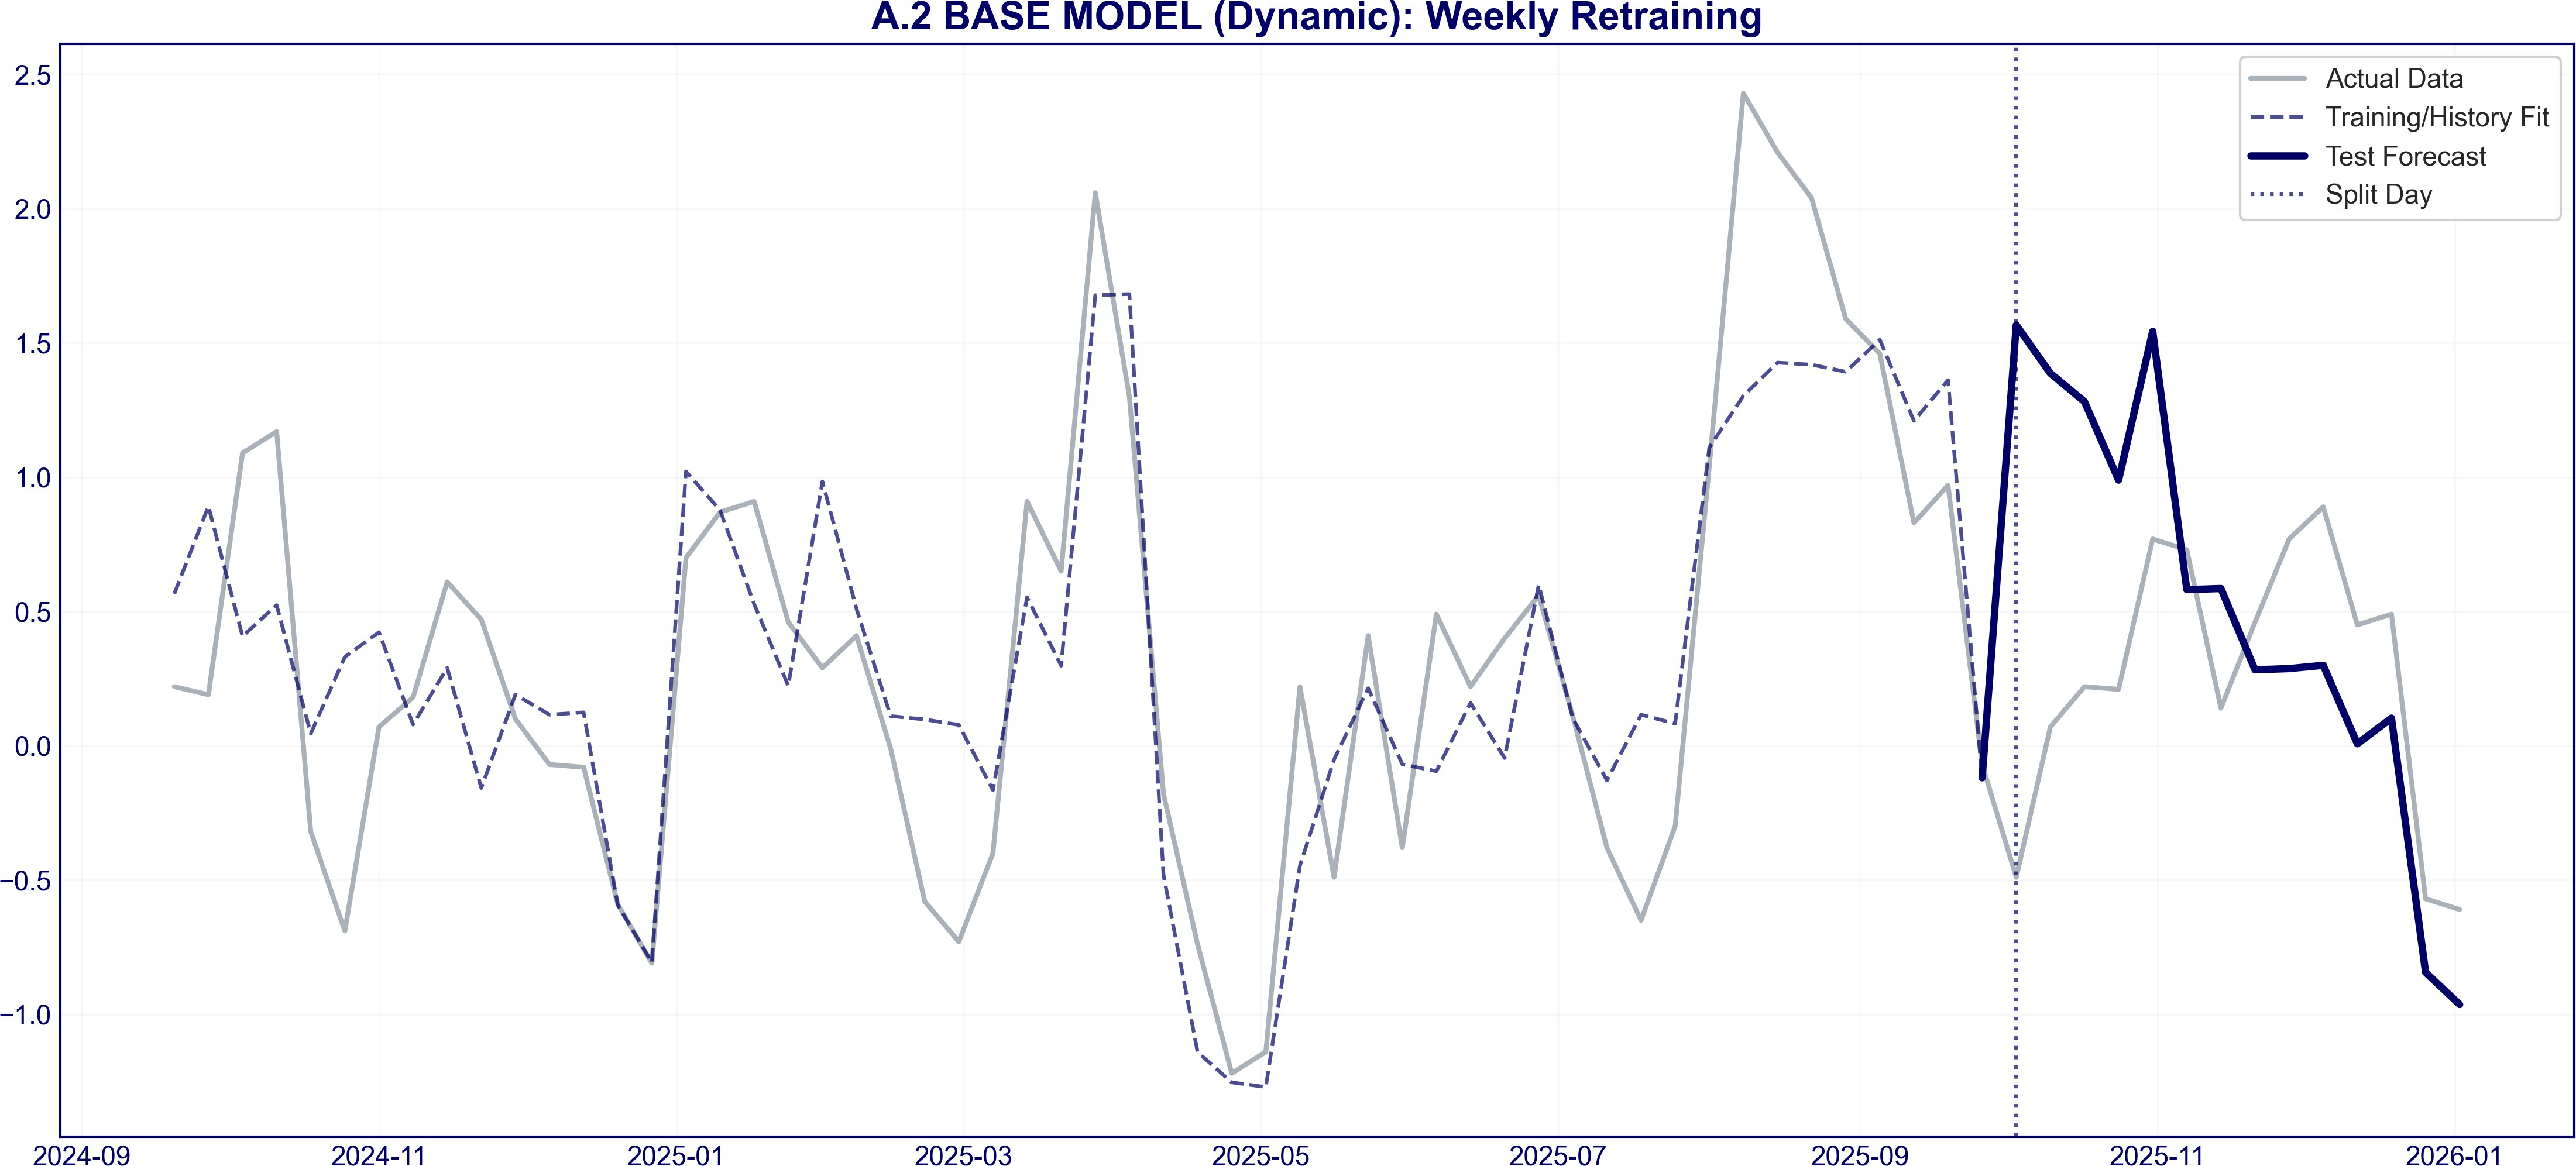 A.2 BASE MODEL (Dynamic): Weekly Retraining
2.5
2.0
1.5
1.0
0.5
0.0
−0.5
−1.0
Actual Data
Training/History Fit
Test Forecast
Split Day
2024-09 2024-11 2025-01 2025-03 2025-05 2025-07 2025-09 2025-11 2026-01